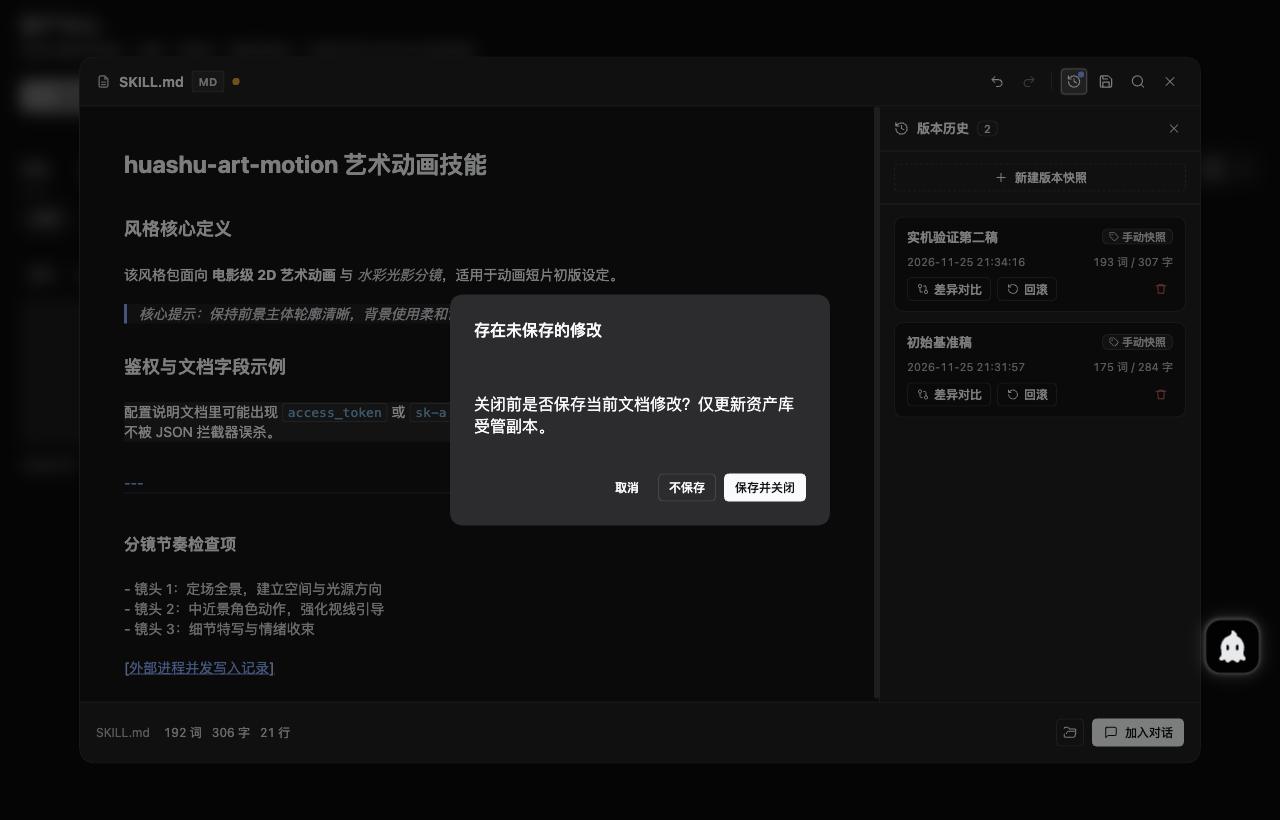 SKILL.md MD
版本历史 2
新建版本快照
huashu-art-motion 艺术动画技能
风格核心定义
该风格包面向 电影级 2D 艺术动画 与 水彩光影分镜，适用于动画短片初版设定。
核心提示：保持前景主体轮廓清晰，背景使用柔和
鉴权与文档字段示例
配置说明文档里可能出现 access_token 或 sk-a
不被 JSON 拦截器误杀。
---
分镜节奏检查项
- 镜头 1：定场全景，建立空间与光源方向
- 镜头 2：中近景角色动作，强化视线引导
- 镜头 3：细节特写与情绪收束
[外部进程并发写入记录]
实机验证第二稿 手动快照
2026-11-25 21:34:16 193 词 / 307 字
差异对比 回滚
初始基准稿 手动快照
2026-11-25 21:31:57 175 词 / 284 字
差异对比 回滚
存在未保存的修改
关闭前是否保存当前文档修改？仅更新资产库
受管副本。
取消 不保存 保存并关闭
SKILL.md 192 词 306 字 21 行
加入对话